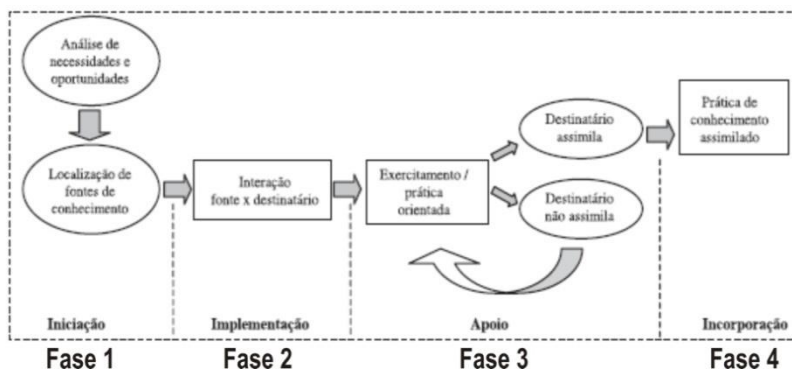 Análise de
necessidades e
oportunidades
Localização de
fontes de
conhecimento
Interação
fonte x destinatário
Exercitamento /
prática
orientada
Destinatário
assimila
Destinatário
não assimila
Prática de
conhecimento
assimilado
Iniciação
Implementação
Apoio
Incorporação
Fase 1
Fase 2
Fase 3
Fase 4